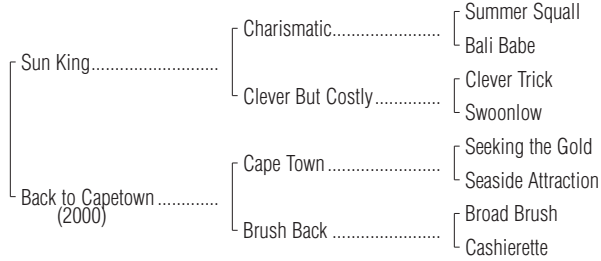 Summer Squall
Charismatic........................
Bali Babe
Sun King............................
Clever Trick
Clever But Costly..............
Swoonlow
Seeking the Gold
Cape Town ........................
Seaside Attraction
Back to Capetown .............
(2000)
Broad Brush
Brush Back .......................
Cashierette